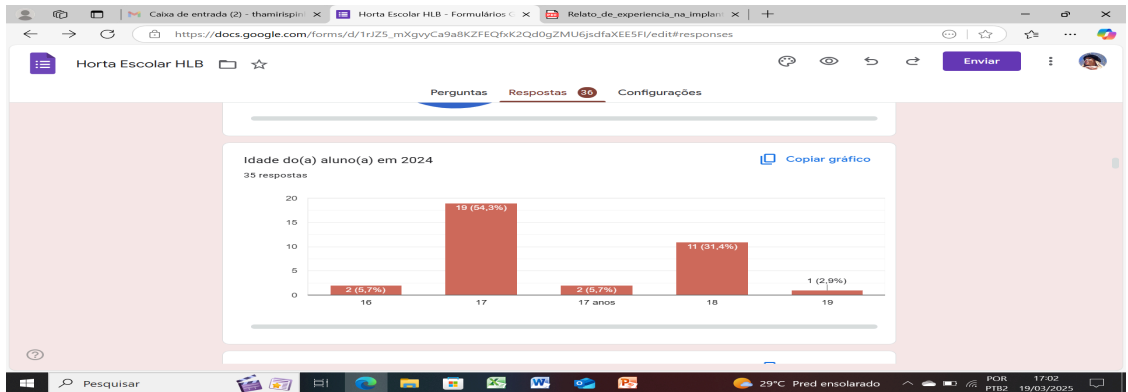 Caixa de entrada (2) - thamirispin
Horta Escolar HLB - Formulários G
Relato_de_experiencia_na_implant
https://docs.google.com/forms/d/1rJZ5_mXgvyCa9a8KZFEQfxK2Qd0gZMU6jsdfaXEE5FI/edit#responses
Horta Escolar HLB
Enviar
Perguntas Respostas 36 Configurações
Idade do(a) aluno(a) em 2024
Copiar gráfico
35 respostas
20
15
10
5
0
2 (5,7%)
19 (54,3%)
2 (5,7%)
11 (31,4%)
1 (2,9%)
16 17 17 anos 18 19
Pesquisar
29°C Pred ensolarado
POR
PTB2
17:02
19/03/2025